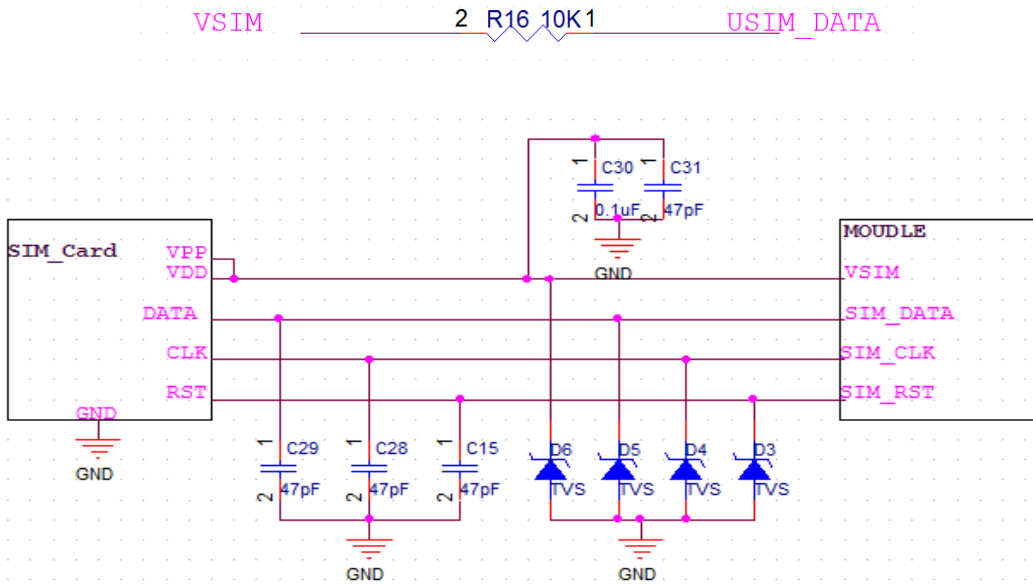 VSIM 2 R16 10K 1 USIM_DATA
1 C30 1 C31
2 0.1uF 2 47pF
GND
SIM_Card
VPP
VDD
DATA
CLK
RST
GND
GND
MOUDLE
VSIM
SIM_DATA
SIM_CLK
SIM_RST
1 C29 1 C28 1 C15
2 47pF 2 47pF 2 47pF
GND
D6 D5 D4 D3
TVS TVS TVS TVS
GND